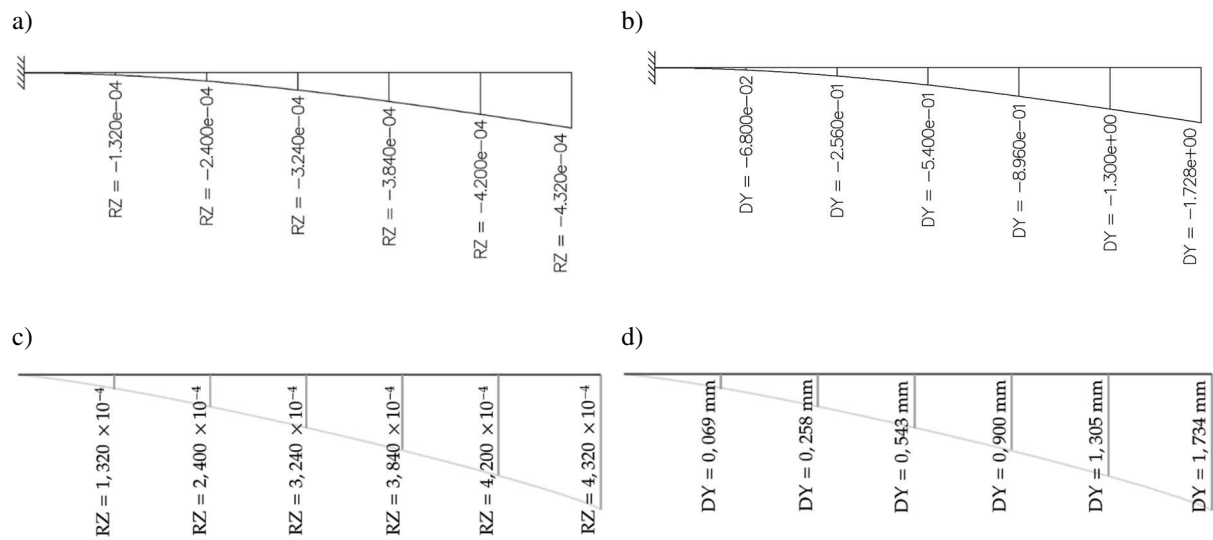 a)
RZ = −1.320e−04
RZ = −2.400e−04
RZ = −3.240e−04
RZ = −3.840e−04
RZ = −4.200e−04
RZ = −4.320e−04
b)
DY = −6.800e−02
DY = −2.560e−01
DY = −5.400e−01
DY = −8.960e−01
DY = −1.300e+00
DY = −1.728e+00
c)
RZ = 1,320 ×10⁻⁴
RZ = 2,400 ×10⁻⁴
RZ = 3,240 ×10⁻⁴
RZ = 3,840 ×10⁻⁴
RZ = 4,200 ×10⁻⁴
RZ = 4,320 ×10⁻⁴
d)
DY = 0,069 mm
DY = 0,258 mm
DY = 0,543 mm
DY = 0,900 mm
DY = 1,305 mm
DY = 1,734 mm